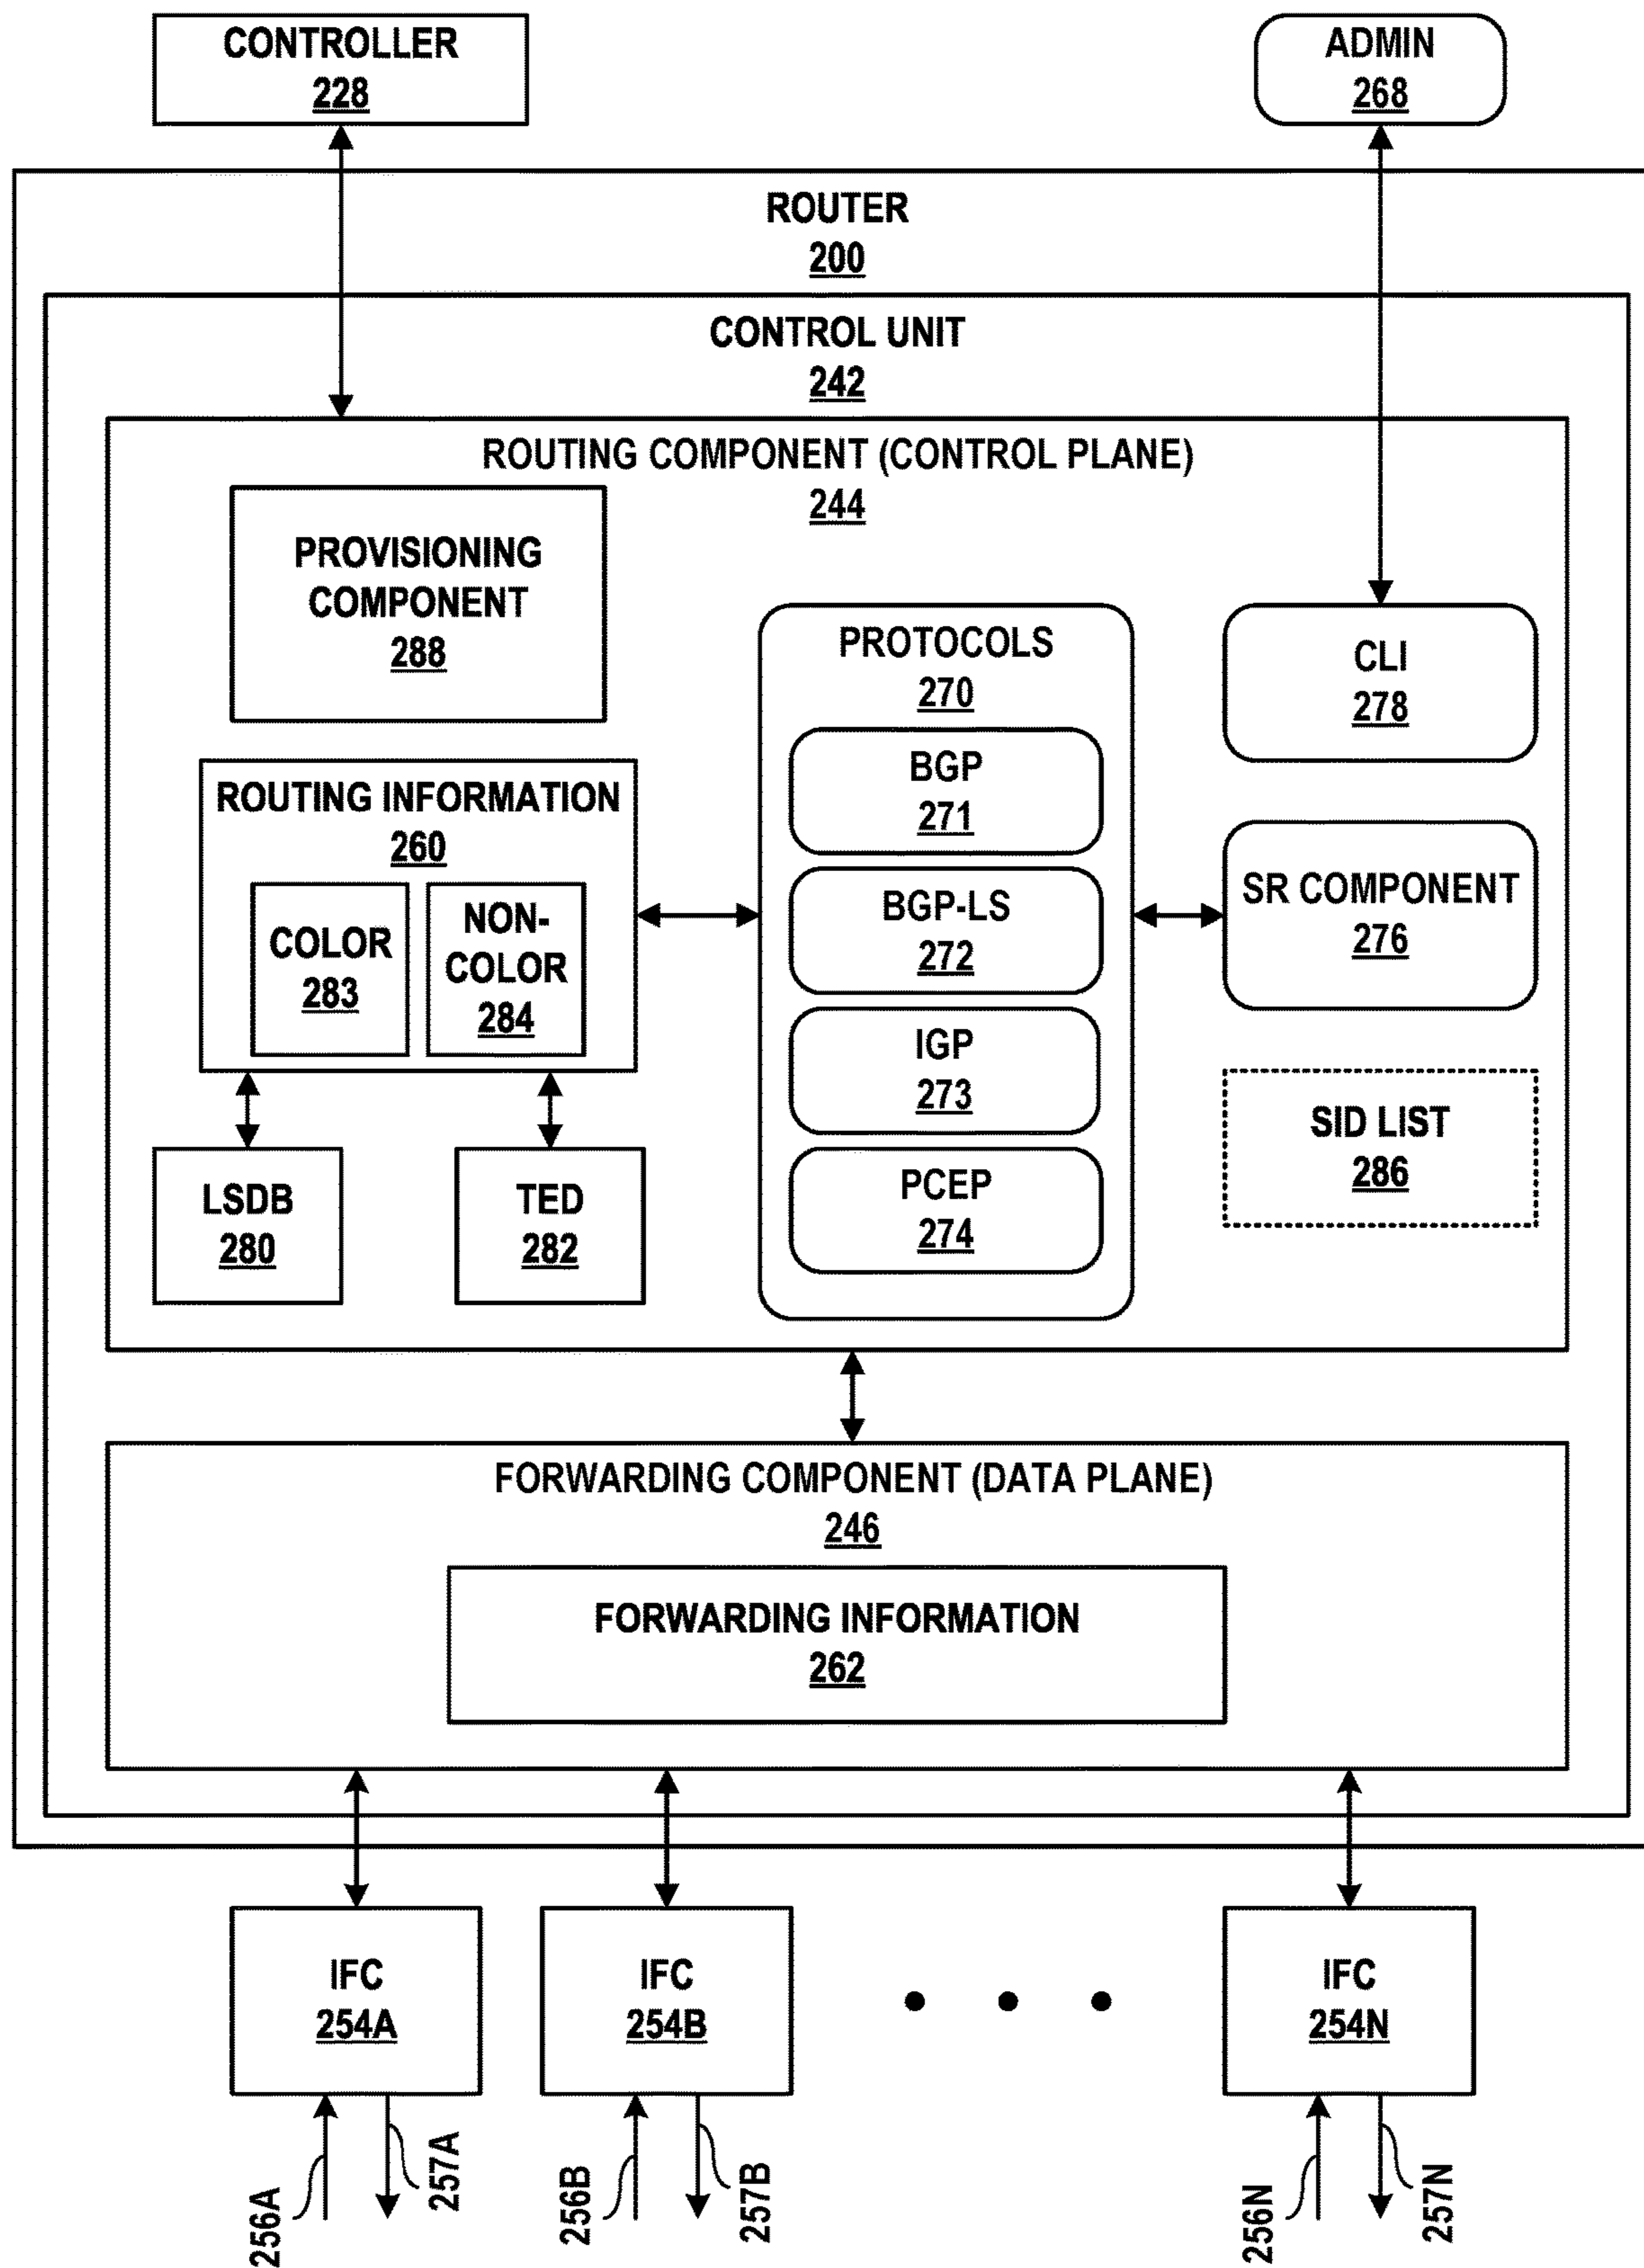 CONTROLLER
228
ADMIN
268
ROUTER
200
CONTROL UNIT
242
ROUTING COMPONENT (CONTROL PLANE)
244
PROVISIONING
COMPONENT
288
ROUTING INFORMATION
260
COLOR
283
NON-
COLOR
284
LSDB
280
TED
282
PROTOCOLS
270
BGP
271
BGP-LS
272
IGP
273
PCEP
274
CLI
278
SR COMPONENT
276
SID LIST
286
FORWARDING COMPONENT (DATA PLANE)
246
FORWARDING INFORMATION
262
IFC
254A
IFC
254B
IFC
254N
256A
257A
256B
257B
256N
257N